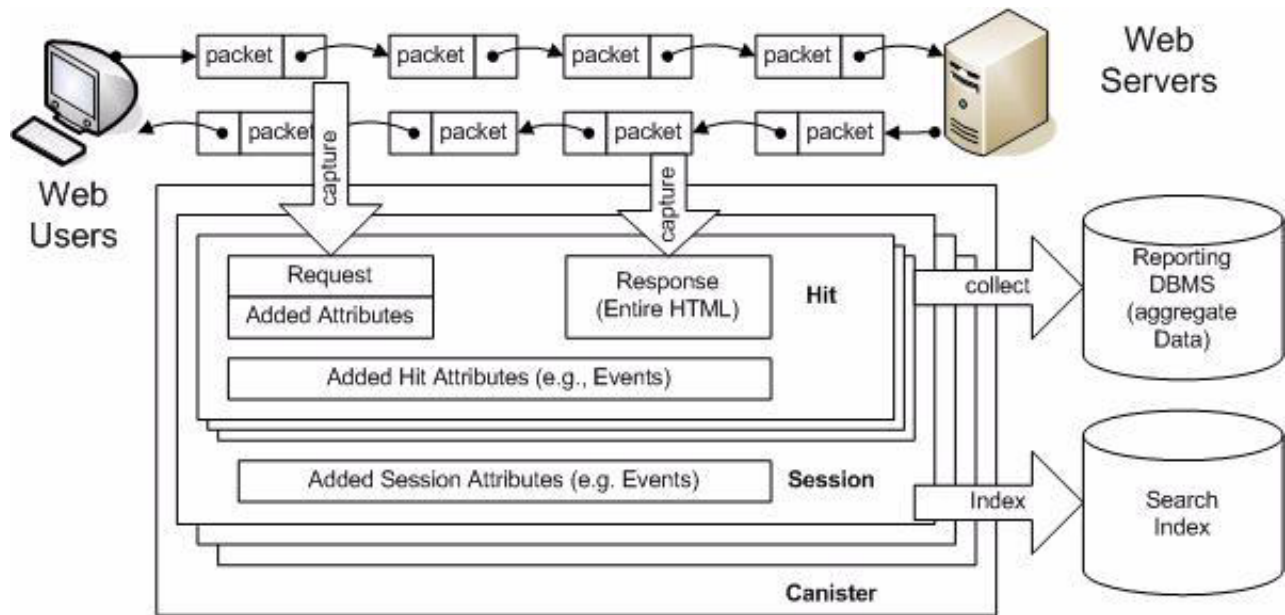 packet packet packet packet
Web
Servers
packet packet packet packet
Web
Users
capture
capture
Request
Added Attributes
Response
(Entire HTML)
Hit
Added Hit Attributes (e.g., Events)
collect
Reporting
DBMS
(aggregate
Data)
Added Session Attributes (e.g. Events)
Session
Index
Search
Index
Canister